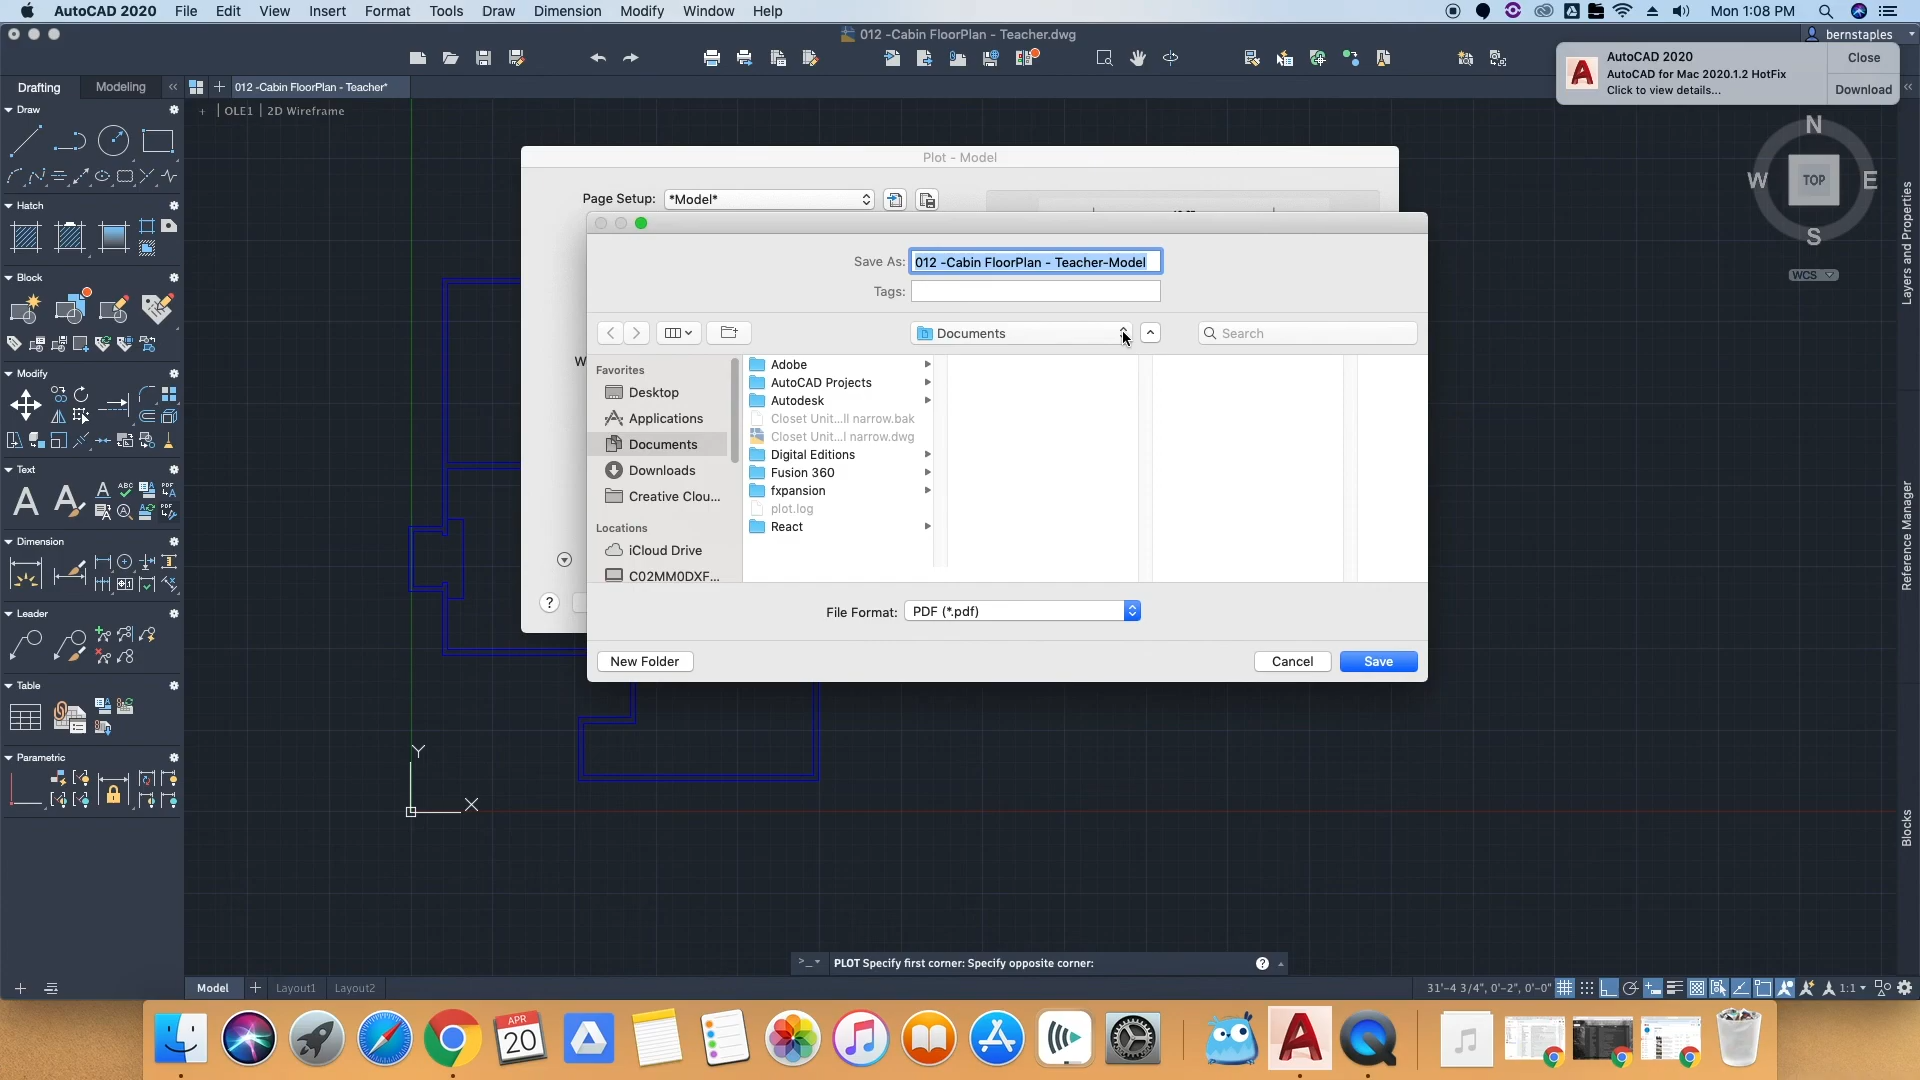 AutoCAD 2020 File Edit View Insert Format Tools Draw Dimension Modify Window Help Mon 1:08 PM
012 -Cabin FloorPlan - Teacher.dwg
bernstaples
AutoCAD 2020
AutoCAD for Mac 2020.1.2 HotFix
Click to view details...
Close
Download
Drafting Modeling
012 -Cabin FloorPlan - Teacher*
+ | OLE1 | 2D Wireframe
Draw
Hatch
Block
Modify
Text
Dimension
Leader
Table
Parametric
Plot - Model
Page Setup: *Model*
W
Save As: 012 -Cabin FloorPlan - Teacher-Model
Tags:
Documents
Search
Favorites
Desktop
Applications
Documents
Downloads
Creative Clou...
Locations
iCloud Drive
C02MM0DXF...
Adobe
AutoCAD Projects
Autodesk
Closet Unit...ll narrow.bak
Closet Unit...l narrow.dwg
Digital Editions
Fusion 360
fxpansion
plot.log
React
File Format: PDF (*.pdf)
New Folder Cancel Save
N
W TOP E
S
WCS
Layers and Properties
Reference Manager
Blocks
Y
X
>_ PLOT Specify first corner: Specify opposite corner:
Model + Layout1 Layout2
31'-4 3/4", 0'-2", 0'-0" 1:1
APR
20